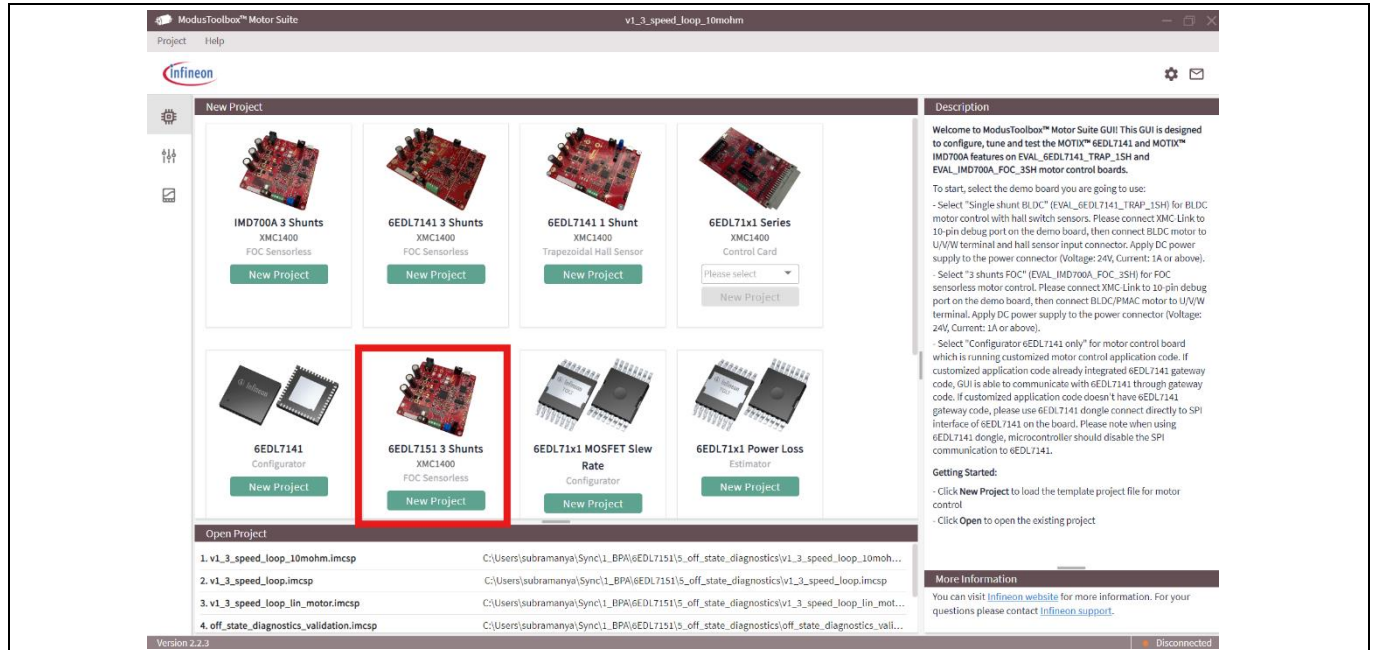 ModusToolbox™ Motor Suite
v1_3_speed_loop_10mohm
Project Help
infineon
New Project
IMD700A 3 Shunts
XMC1400
FOC Sensorless
New Project
6EDL7141 3 Shunts
XMC1400
FOC Sensorless
New Project
6EDL7141 1 Shunt
XMC1400
Trapezoidal Hall Sensor
New Project
6EDL71x1 Series
XMC1400
Control Card
Please select
New Project
6EDL7141
Configurator
New Project
6EDL7151 3 Shunts
XMC1400
FOC Sensorless
New Project
6EDL71x1 MOSFET Slew
Rate
Configurator
New Project
6EDL71x1 Power Loss
Estimator
New Project
Open Project
1. v1_3_speed_loop_10mohm.imcsp C:\Users\subramanya\Sync\1_BPA\6EDL7151\5_off_state_diagnostics\v1_3_speed_loop_10moh...
2. v1_3_speed_loop.imcsp C:\Users\subramanya\Sync\1_BPA\6EDL7151\5_off_state_diagnostics\v1_3_speed_loop.imcsp
3. v1_3_speed_loop_lin_motor.imcsp C:\Users\subramanya\Sync\1_BPA\6EDL7151\5_off_state_diagnostics\v1_3_speed_loop_lin_mot...
4. off_state_diagnostics_validation.imcsp C:\Users\subramanya\Sync\1_BPA\6EDL7151\5_off_state_diagnostics\off_state_diagnostics_vali...
Description
Welcome to ModusToolbox™ Motor Suite GUI! This GUI is designed
to configure, tune and test the MOTIX™ 6EDL7141 and MOTIX™
IMD700A features on EVAL_6EDL7141_TRAP_1SH and
EVAL_IMD700A_FOC_3SH motor control boards.
To start, select the demo board you are going to use:
- Select "Single shunt BLDC" (EVAL_6EDL7141_TRAP_1SH) for BLDC
motor control with hall switch sensors. Please connect XMC-Link to
10-pin debug port on the demo board, then connect BLDC motor to
U/V/W terminal and hall sensor input connector. Apply DC power
supply to the power connector (Voltage: 24V, Current: 1A or above).
- Select "3 shunts FOC" (EVAL_IMD700A_FOC_3SH) for FOC
sensorless motor control. Please connect XMC-Link to 10-pin debug
port on the demo board, then connect BLDC/PMAC motor to U/V/W
terminal. Apply DC power supply to the power connector (Voltage:
24V, Current: 1A or above).
- Select "Configurator 6EDL7141 only" for motor control board
which is running customized motor control application code. If
customized application code already integrated 6EDL7141 gateway
code, GUI is able to communicate with 6EDL7141 through gateway
code. If customized application code doesn't have 6EDL7141
gateway code, please use 6EDL7141 dongle connect directly to SPI
interface of 6EDL7141 on the board. Please note when using
6EDL7141 dongle, microcontroller should disable the SPI
communication to 6EDL7141.
Getting Started:
- Click New Project to load the template project file for motor
control
- Click Open to open the existing project
More Information
You can visit Infineon website for more information. For your
questions please contact Infineon support.
Version 2.2.3
Disconnected